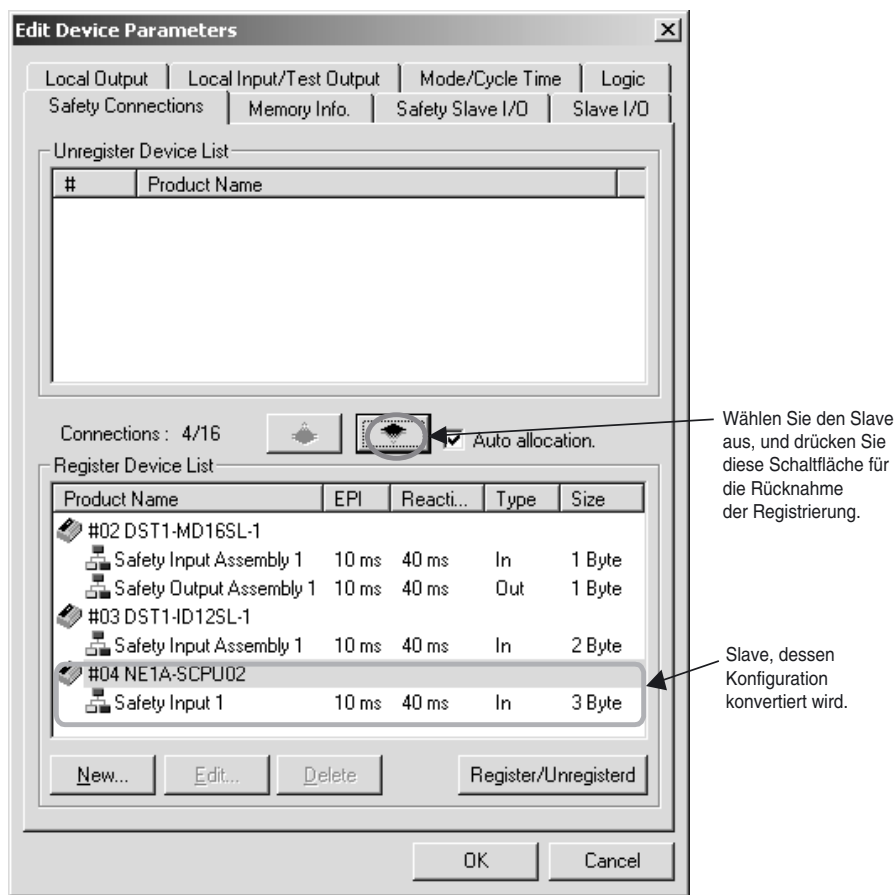 Edit Device Parameters
Local Output
Local Input/Test Output
Mode/Cycle Time
Logic
Safety Connections
Memory Info.
Safety Slave I/O
Slave I/O
Unregister Device List
# Product Name
Connections : 4/16
Auto allocation.
Wählen Sie den Slave
aus, und drücken Sie
diese Schaltfläche für
die Rücknahme
der Registrierung.
Register Device List
Product Name EPI Reacti... Type Size
#02 DST1-MD16SL-1
Safety Input Assembly 1 10 ms 40 ms In 1 Byte
Safety Output Assembly 1 10 ms 40 ms Out 1 Byte
#03 DST1-ID12SL-1
Safety Input Assembly 1 10 ms 40 ms In 2 Byte
#04 NE1A-SCPU02
Safety Input 1 10 ms 40 ms In 3 Byte
Slave, dessen
Konfiguration
konvertiert wird.
New...
Edit...
Delete
Register/Unregisterd
OK
Cancel